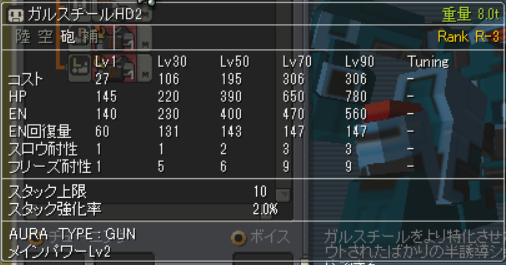 ガルスチールHD2 重量 8.0t
陸 空 砲 補 Rank R-3
Lv1 Lv30 Lv50 Lv70 Lv90 Tuning
コスト 27 106 195 306 306 -
HP 145 220 390 650 780 -
EN 140 230 400 470 560 -
EN回復量 60 131 143 147 147 -
スロウ耐性 1 1 2 3 3 -
フリーズ耐性 1 5 6 9 9 -
スタック上限 10
スタック強化率 2.0%
AURA TYPE : GUN
メインパワーLv2
ボイス
ガルスチールをより特化させ
ウトされたばかりの半誘導シ